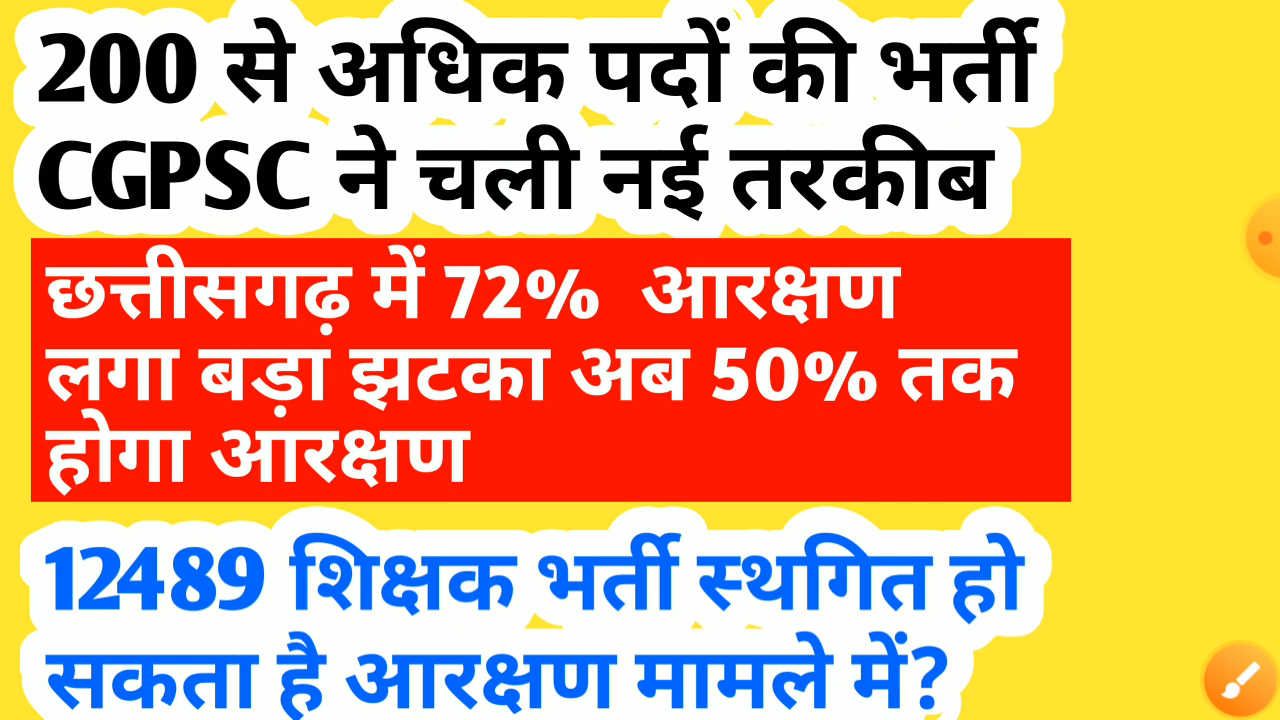 200 से अधिक पदों की भर्ती
CGPSC ने चली नई तरकीब
छत्तीसगढ़ में 72% आरक्षण
लगा बड़ा झटका अब 50% तक
होगा आरक्षण
12489 शिक्षक भर्ती स्थगित हो
सकता है आरक्षण मामले में?